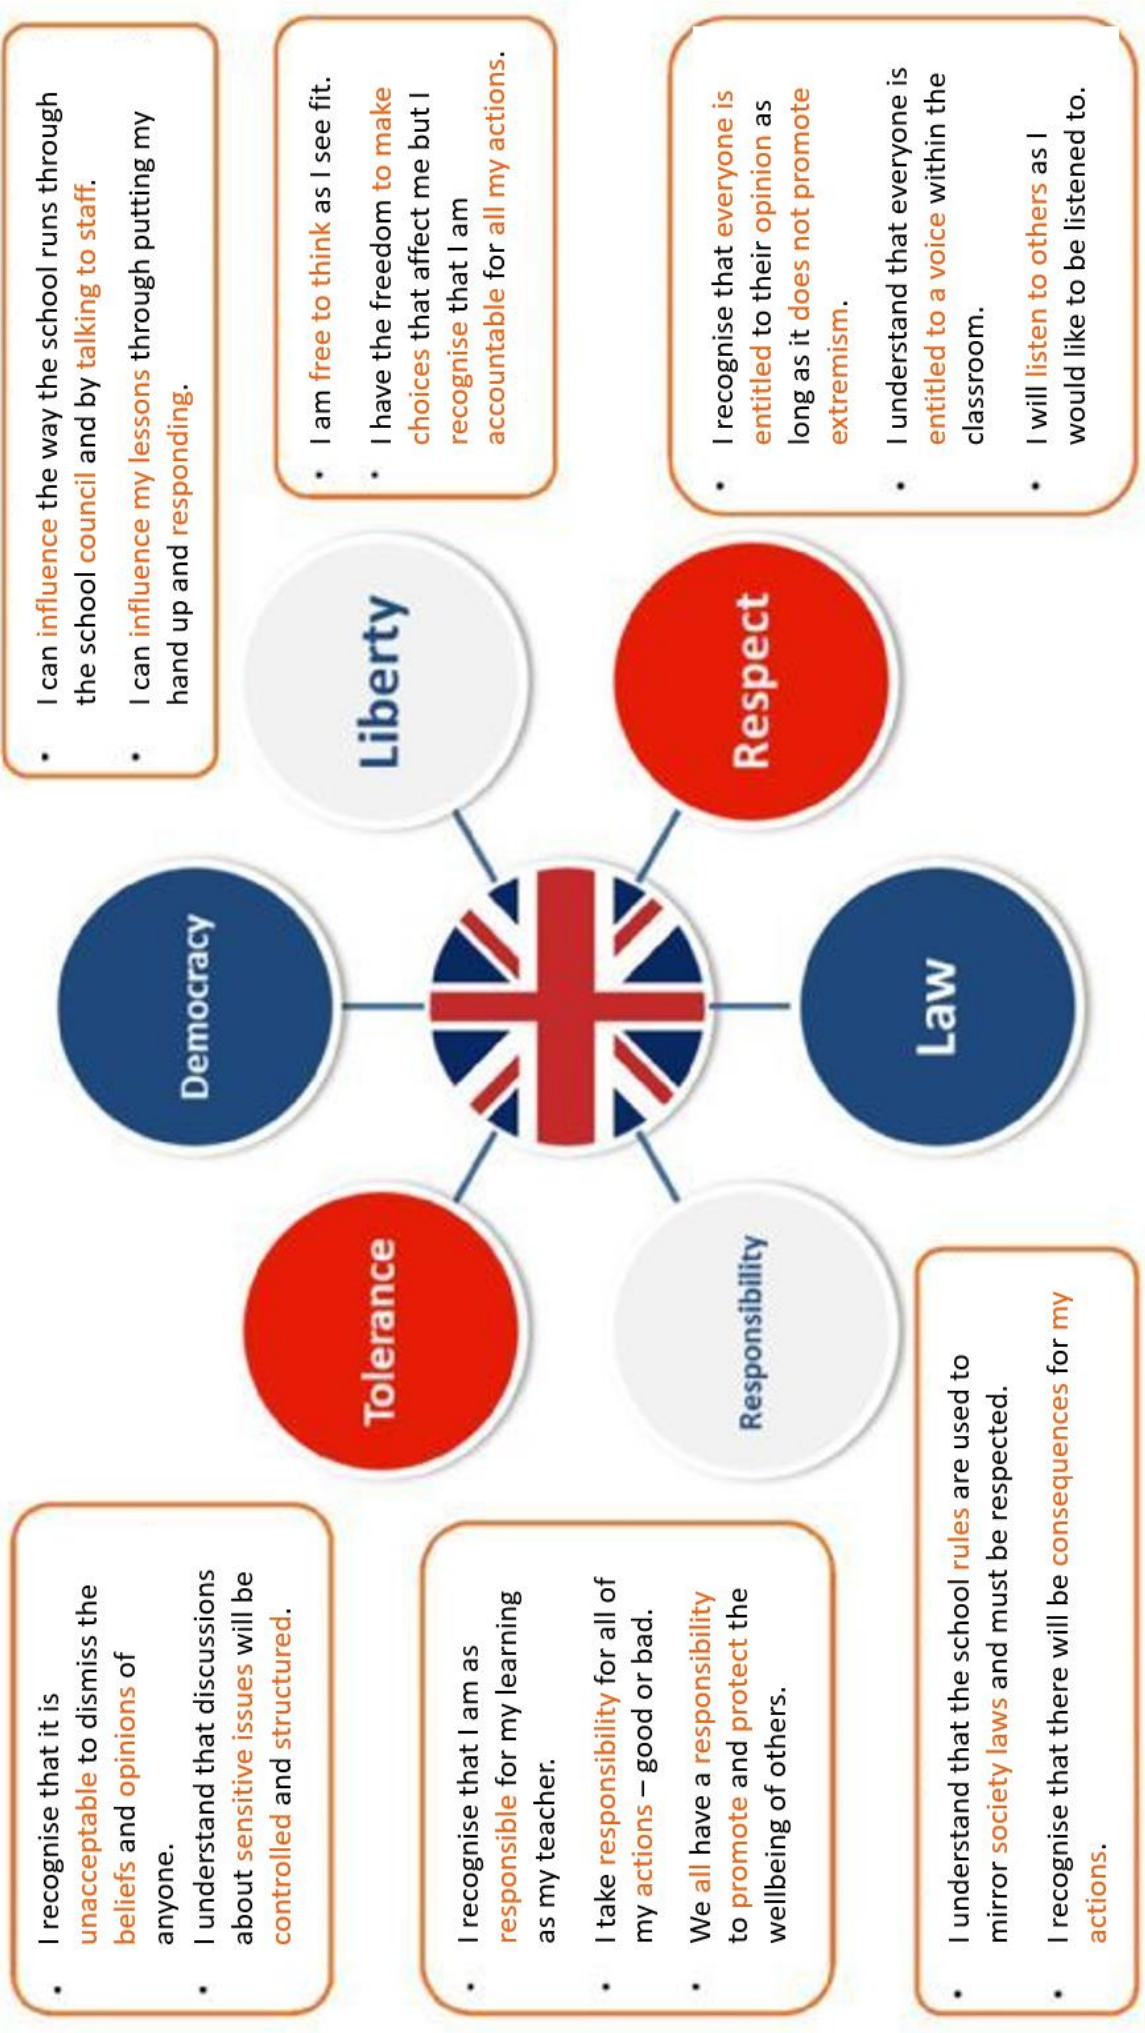 I can influence the way the school runs through
the school council and by talking to staff.
I can influence my lessons through putting my
hand up and responding.
Democracy
I recognise that it is
unacceptable to dismiss the
beliefs and opinions of
anyone.
I understand that discussions
about sensitive issues will be
controlled and structured.
Tolerance
Liberty
I am free to think as I see fit.
I have the freedom to make
choices that affect me but I
recognise that I am
accountable for all my actions.
I recognise that I am as
responsible for my learning
as my teacher.
I take responsibility for all of
my actions – good or bad.
We all have a responsibility
to promote and protect the
wellbeing of others.
Responsibility
Respect
I recognise that everyone is
entitled to their opinion as
long as it does not promote
extremism.
I understand that everyone is
entitled to a voice within the
classroom.
I will listen to others as I
would like to be listened to.
Law
I understand that the school rules are used to
mirror society laws and must be respected.
I recognise that there will be consequences for my
actions.